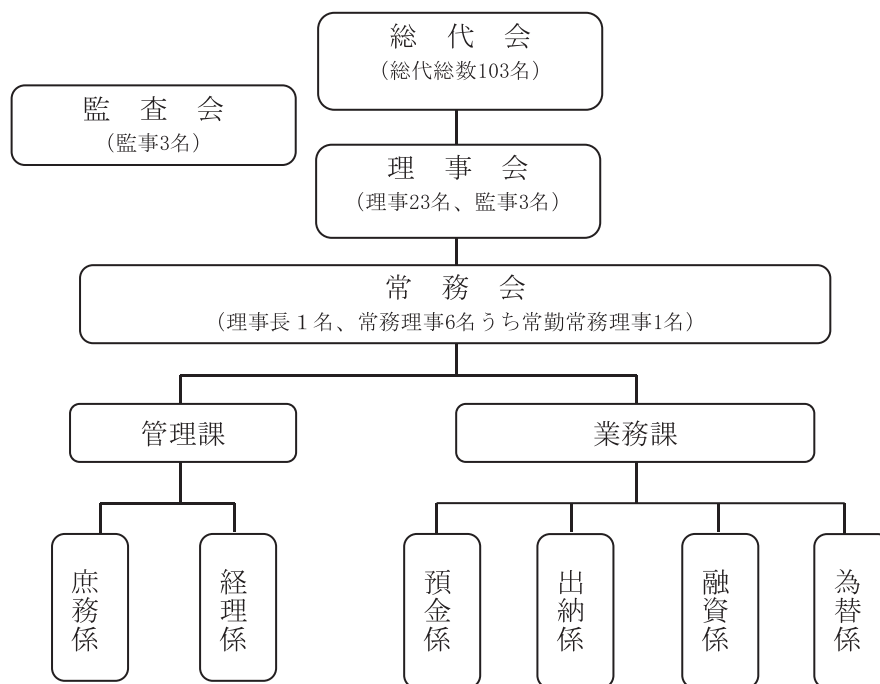 総　代　会
（総代総数103名）
監　査　会
（監事3名）
理　事　会
（理事23名、監事3名）
常　務　会
（理事長１名、常務理事6名うち常勤常務理事1名）
管理課
業務課
庶務係
経理係
預金係
出納係
融資係
為替係